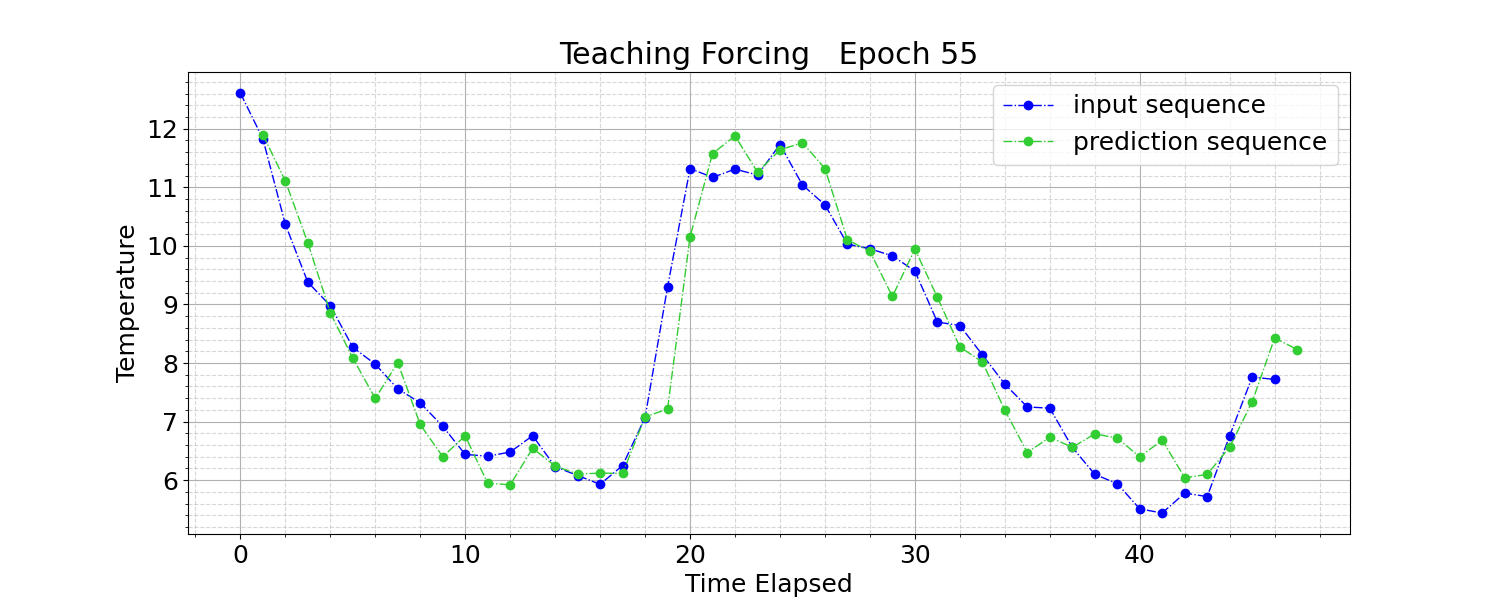 Teaching Forcing   Epoch 55
input sequence
prediction sequence
Temperature
12
11
10
9
8
7
6
0 10 20 30 40
Time Elapsed